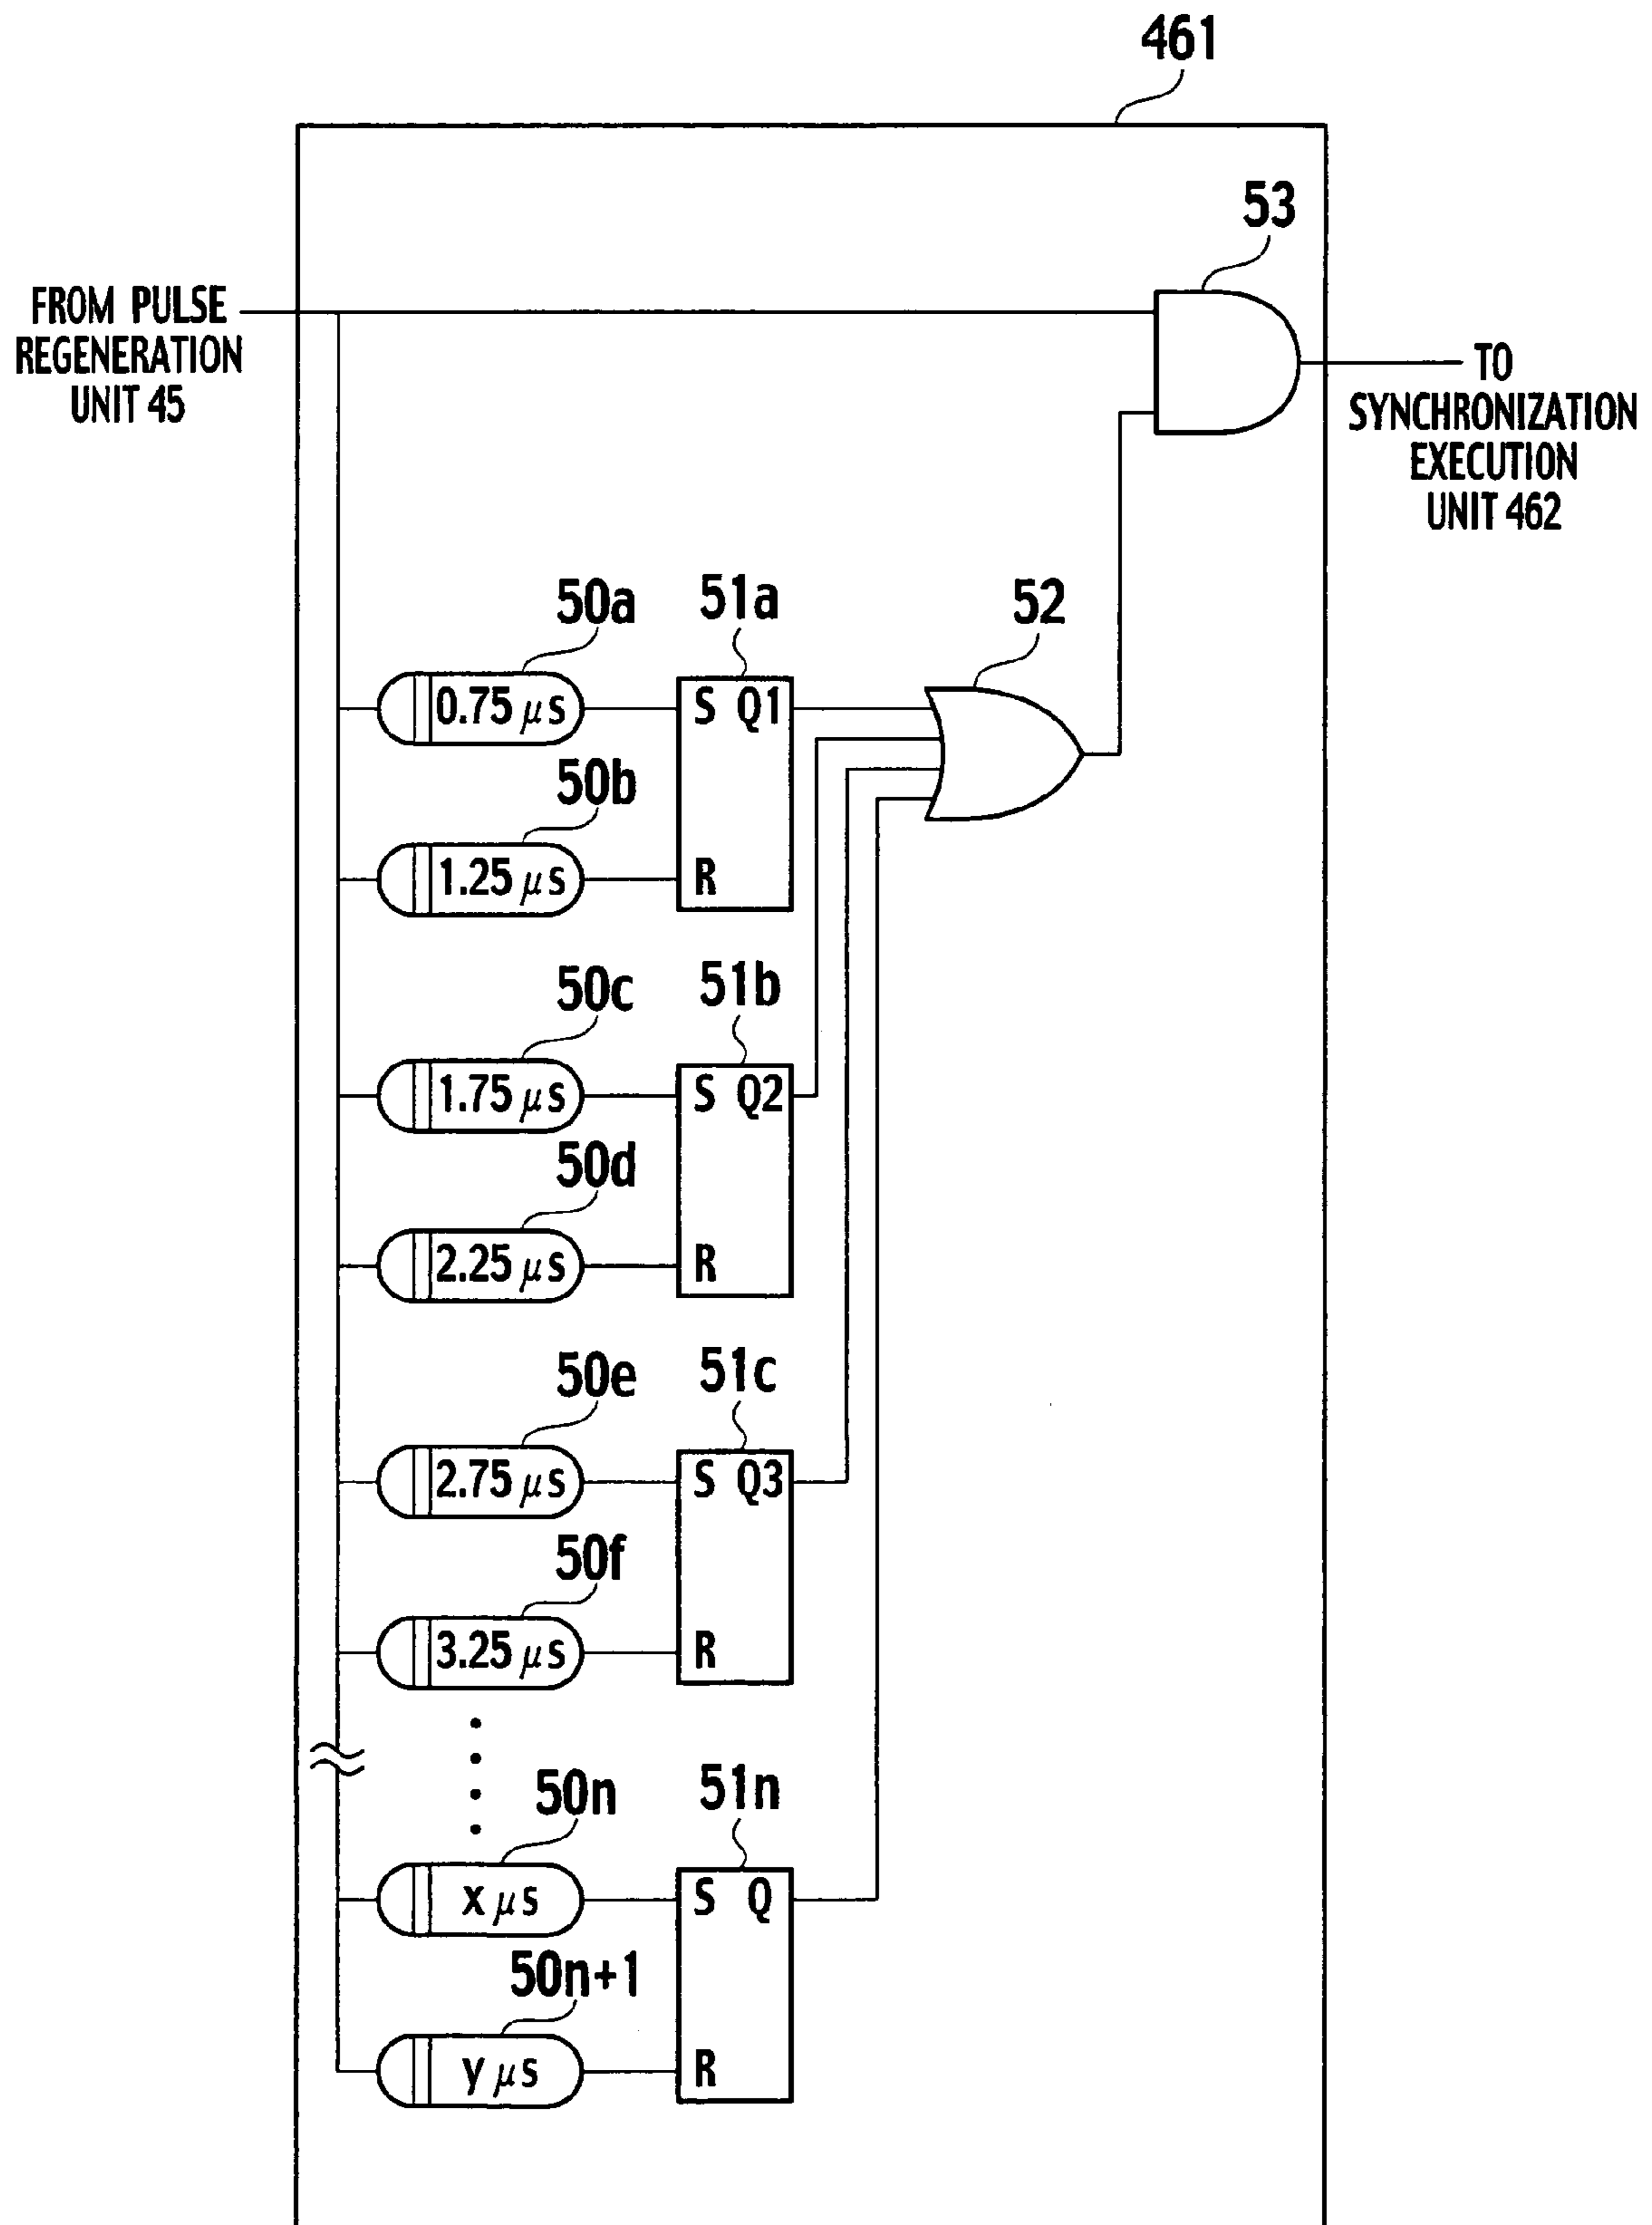 461
53
FROM PULSE
REGENERATION
UNIT 45
TO
SYNCHRONIZATION
EXECUTION
UNIT 462
50a
51a
52
0.75 μs
S Q1
50b
1.25 μs
R
50c
51b
1.75 μs
S Q2
50d
2.25 μs
R
50e
51c
2.75 μs
S Q3
50f
3.25 μs
R
50n
51n
x μs
S Q
50n+1
y μs
R